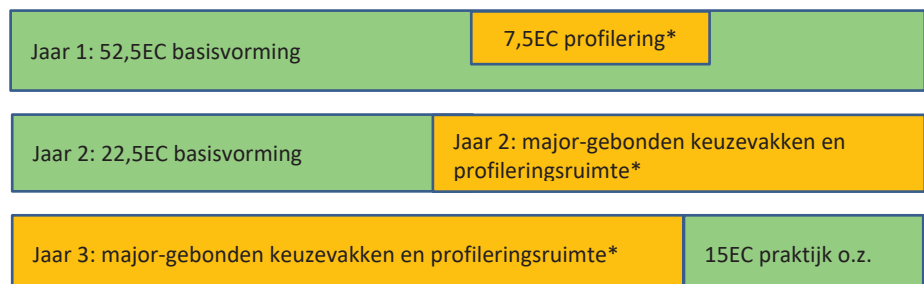 7,5EC profilering*
Jaar 1: 52,5EC basisvorming
Jaar 2: 22,5EC basisvorming
Jaar 2: major-gebonden keuzevakken en
profileringsruimte*
Jaar 3: major-gebonden keuzevakken en profileringsruimte*
15EC praktijk o.z.